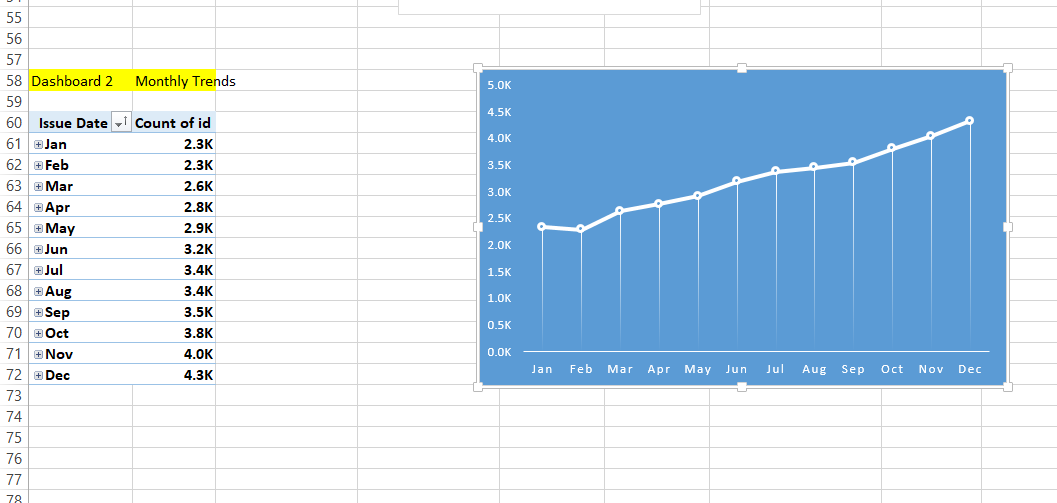 55
56
57
58 Dashboard 2 Monthly Trends
59
60 Issue Date Count of id
61 Jan 2.3K
62 Feb 2.3K
63 Mar 2.6K
64 Apr 2.8K
65 May 2.9K
66 Jun 3.2K
67 Jul 3.4K
68 Aug 3.4K
69 Sep 3.5K
70 Oct 3.8K
71 Nov 4.0K
72 Dec 4.3K
73
74
75
76
77
78
5.0K
4.5K
4.0K
3.5K
3.0K
2.5K
2.0K
1.5K
1.0K
0.5K
0.0K
Jan Feb Mar Apr May Jun Jul Aug Sep Oct Nov Dec